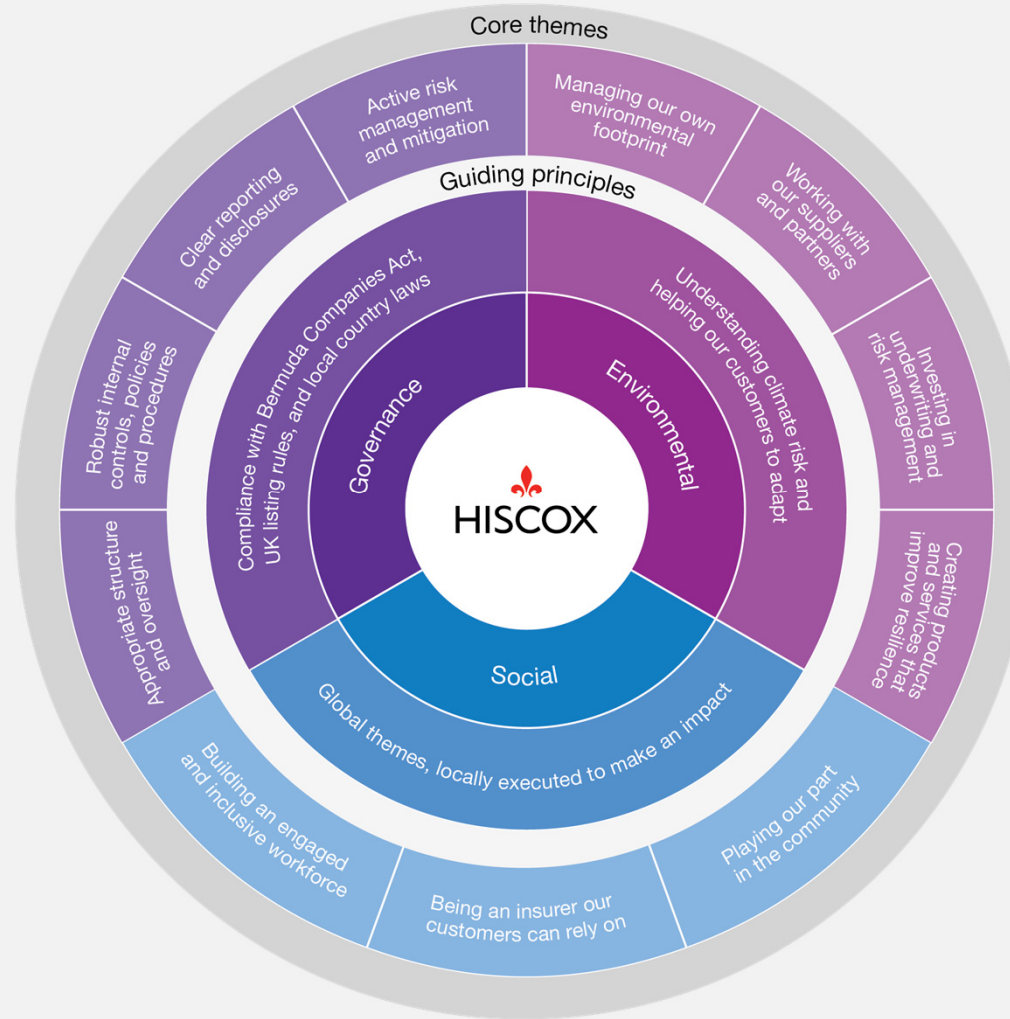 Core themes
Active risk
management
and mitigation
Managing our own
environmental
footprint
Clear reporting
and disclosures
Working with
our suppliers
and partners
Robust internal
controls, policies
and procedures
Investing in
underwriting and
risk management
Appropriate structure
and oversight
Creating products
and services that
improve resilience
Building an engaged
and inclusive workforce
Being an insurer our
customers can rely on
Playing our part
in the community
Guiding principles
Compliance with Bermuda Companies Act,
UK listing rules, and local country laws
Understanding climate risk and
helping our customers to adapt
Global themes, locally executed to make an impact
Governance
Environmental
Social
HISCOX